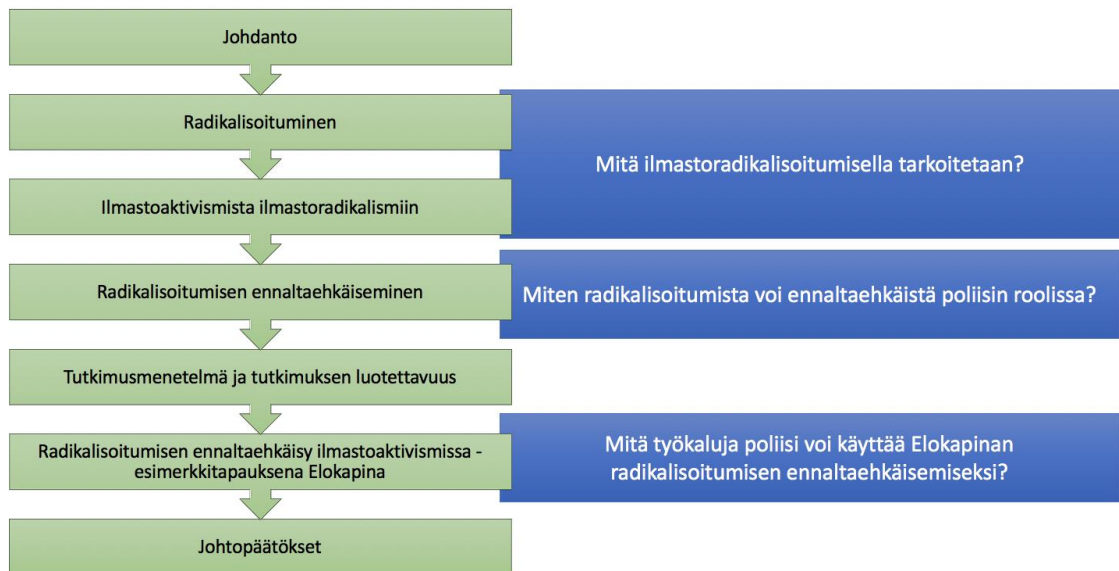 Johdanto
Radikalisoituminen
Mitä ilmastoradikalisoitumisella tarkoitetaan?
Ilmastoaktivismista ilmastoradikalismiin
Radikalisoitumisen ennaltaehkäiseminen
Miten radikalisoitumista voi ennaltaehkäistä poliisin roolissa?
Tutkimusmenetelmä ja tutkimuksen luotettavuus
Radikalisoitumisen ennaltaehkäisy ilmastoaktivismissa -
esimerkkitapauksena Elokapina
Mitä työkaluja poliisi voi käyttää Elokapinan
radikalisoitumisen ennaltaehkäisemiseksi?
Johtopäätökset